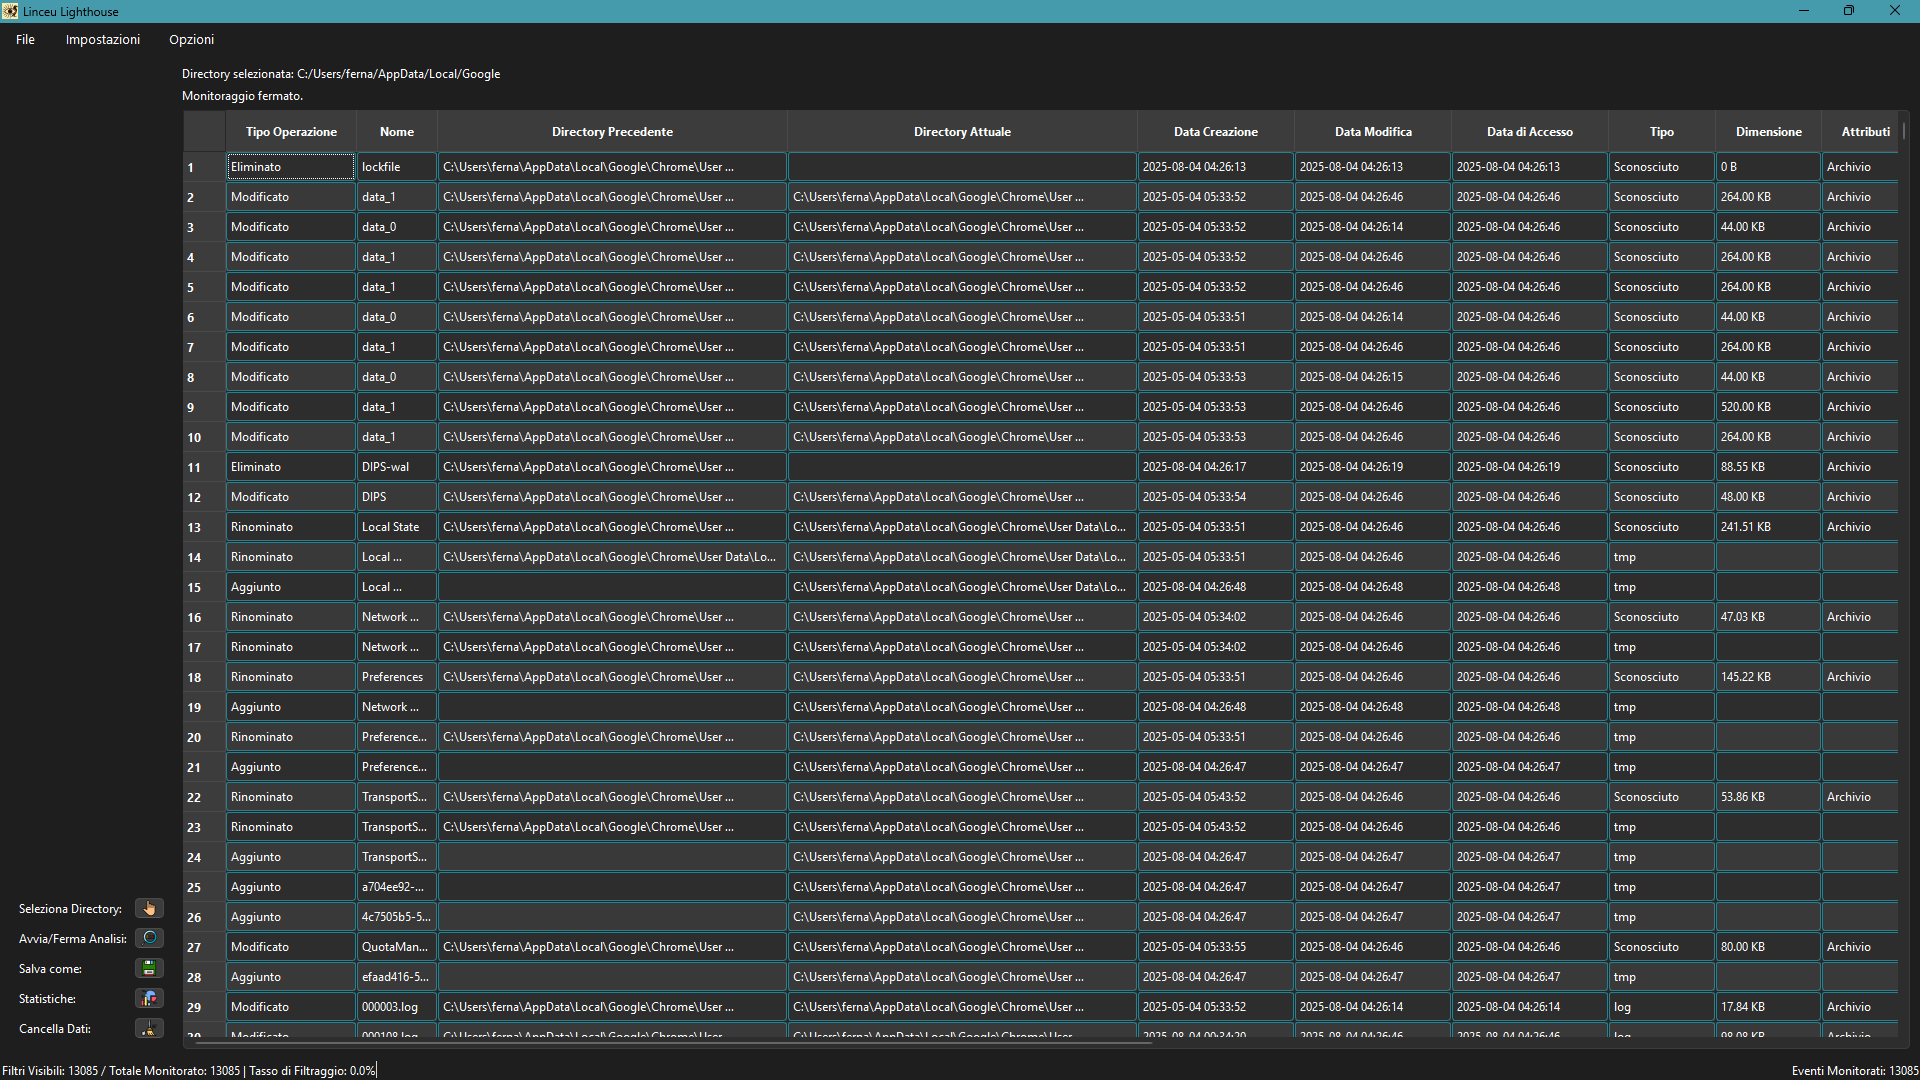 Linceu Lighthouse
File Impostazioni Opzioni
Directory selezionata: C:/Users/ferna/AppData/Local/Google
Monitoraggio fermato.
Tipo Operazione Nome Directory Precedente Directory Attuale Data Creazione Data Modifica Data di Accesso Tipo Dimensione Attributi
1 Eliminato lockfile C:\Users\ferna\AppData\Local\Google\Chrome\User ... 2025-08-04 04:26:13 2025-08-04 04:26:13 2025-08-04 04:26:13 Sconosciuto 0 B Archivio
2 Modificato data_1 C:\Users\ferna\AppData\Local\Google\Chrome\User ... C:\Users\ferna\AppData\Local\Google\Chrome\User ... 2025-05-04 05:33:52 2025-08-04 04:26:46 2025-08-04 04:26:46 Sconosciuto 264.00 KB Archivio
3 Modificato data_0 C:\Users\ferna\AppData\Local\Google\Chrome\User ... C:\Users\ferna\AppData\Local\Google\Chrome\User ... 2025-05-04 05:33:52 2025-08-04 04:26:14 2025-08-04 04:26:46 Sconosciuto 44.00 KB Archivio
4 Modificato data_1 C:\Users\ferna\AppData\Local\Google\Chrome\User ... C:\Users\ferna\AppData\Local\Google\Chrome\User ... 2025-05-04 05:33:52 2025-08-04 04:26:46 2025-08-04 04:26:46 Sconosciuto 264.00 KB Archivio
5 Modificato data_1 C:\Users\ferna\AppData\Local\Google\Chrome\User ... C:\Users\ferna\AppData\Local\Google\Chrome\User ... 2025-05-04 05:33:52 2025-08-04 04:26:46 2025-08-04 04:26:46 Sconosciuto 264.00 KB Archivio
6 Modificato data_0 C:\Users\ferna\AppData\Local\Google\Chrome\User ... C:\Users\ferna\AppData\Local\Google\Chrome\User ... 2025-05-04 05:33:51 2025-08-04 04:26:14 2025-08-04 04:26:46 Sconosciuto 44.00 KB Archivio
7 Modificato data_1 C:\Users\ferna\AppData\Local\Google\Chrome\User ... C:\Users\ferna\AppData\Local\Google\Chrome\User ... 2025-05-04 05:33:51 2025-08-04 04:26:46 2025-08-04 04:26:46 Sconosciuto 264.00 KB Archivio
8 Modificato data_0 C:\Users\ferna\AppData\Local\Google\Chrome\User ... C:\Users\ferna\AppData\Local\Google\Chrome\User ... 2025-05-04 05:33:53 2025-08-04 04:26:15 2025-08-04 04:26:46 Sconosciuto 44.00 KB Archivio
9 Modificato data_1 C:\Users\ferna\AppData\Local\Google\Chrome\User ... C:\Users\ferna\AppData\Local\Google\Chrome\User ... 2025-05-04 05:33:53 2025-08-04 04:26:46 2025-08-04 04:26:46 Sconosciuto 520.00 KB Archivio
10 Modificato data_1 C:\Users\ferna\AppData\Local\Google\Chrome\User ... C:\Users\ferna\AppData\Local\Google\Chrome\User ... 2025-05-04 05:33:53 2025-08-04 04:26:46 2025-08-04 04:26:46 Sconosciuto 264.00 KB Archivio
11 Eliminato DIPS-wal C:\Users\ferna\AppData\Local\Google\Chrome\User ... 2025-08-04 04:26:17 2025-08-04 04:26:19 2025-08-04 04:26:19 Sconosciuto 88.55 KB Archivio
12 Modificato DIPS C:\Users\ferna\AppData\Local\Google\Chrome\User ... C:\Users\ferna\AppData\Local\Google\Chrome\User ... 2025-05-04 05:33:54 2025-08-04 04:26:46 2025-08-04 04:26:46 Sconosciuto 48.00 KB Archivio
13 Rinominato Local State C:\Users\ferna\AppData\Local\Google\Chrome\User ... C:\Users\ferna\AppData\Local\Google\Chrome\User Data\Lo... 2025-05-04 05:33:51 2025-08-04 04:26:46 2025-08-04 04:26:46 Sconosciuto 241.51 KB Archivio
14 Rinominato Local ... C:\Users\ferna\AppData\Local\Google\Chrome\User Data\Lo... C:\Users\ferna\AppData\Local\Google\Chrome\User Data\Lo... 2025-05-04 05:33:51 2025-08-04 04:26:46 2025-08-04 04:26:46 tmp
15 Aggiunto Local ... C:\Users\ferna\AppData\Local\Google\Chrome\User Data\Lo... 2025-08-04 04:26:48 2025-08-04 04:26:48 2025-08-04 04:26:48 tmp
16 Rinominato Network ... C:\Users\ferna\AppData\Local\Google\Chrome\User ... C:\Users\ferna\AppData\Local\Google\Chrome\User ... 2025-05-04 05:34:02 2025-08-04 04:26:46 2025-08-04 04:26:46 Sconosciuto 47.03 KB Archivio
17 Rinominato Network ... C:\Users\ferna\AppData\Local\Google\Chrome\User ... C:\Users\ferna\AppData\Local\Google\Chrome\User ... 2025-05-04 05:34:02 2025-08-04 04:26:46 2025-08-04 04:26:46 tmp
18 Rinominato Preferences C:\Users\ferna\AppData\Local\Google\Chrome\User ... C:\Users\ferna\AppData\Local\Google\Chrome\User ... 2025-05-04 05:33:51 2025-08-04 04:26:46 2025-08-04 04:26:46 Sconosciuto 145.22 KB Archivio
19 Aggiunto Network ... C:\Users\ferna\AppData\Local\Google\Chrome\User ... 2025-08-04 04:26:48 2025-08-04 04:26:48 2025-08-04 04:26:48 tmp
20 Rinominato Preference... C:\Users\ferna\AppData\Local\Google\Chrome\User ... C:\Users\ferna\AppData\Local\Google\Chrome\User ... 2025-05-04 05:33:51 2025-08-04 04:26:46 2025-08-04 04:26:46 tmp
21 Aggiunto Preference... C:\Users\ferna\AppData\Local\Google\Chrome\User ... 2025-08-04 04:26:47 2025-08-04 04:26:47 2025-08-04 04:26:47 tmp
22 Rinominato TransportS... C:\Users\ferna\AppData\Local\Google\Chrome\User ... C:\Users\ferna\AppData\Local\Google\Chrome\User ... 2025-05-04 05:43:52 2025-08-04 04:26:46 2025-08-04 04:26:46 Sconosciuto 53.86 KB Archivio
23 Rinominato TransportS... C:\Users\ferna\AppData\Local\Google\Chrome\User ... C:\Users\ferna\AppData\Local\Google\Chrome\User ... 2025-05-04 05:43:52 2025-08-04 04:26:46 2025-08-04 04:26:46 tmp
24 Aggiunto TransportS... C:\Users\ferna\AppData\Local\Google\Chrome\User ... 2025-08-04 04:26:47 2025-08-04 04:26:47 2025-08-04 04:26:47 tmp
25 Aggiunto a704ee92-... C:\Users\ferna\AppData\Local\Google\Chrome\User ... 2025-08-04 04:26:47 2025-08-04 04:26:47 2025-08-04 04:26:47 tmp
26 Aggiunto 4c7505b5-5... C:\Users\ferna\AppData\Local\Google\Chrome\User ... 2025-08-04 04:26:47 2025-08-04 04:26:47 2025-08-04 04:26:47 tmp
27 Modificato QuotaMan... C:\Users\ferna\AppData\Local\Google\Chrome\User ... C:\Users\ferna\AppData\Local\Google\Chrome\User ... 2025-05-04 05:33:55 2025-08-04 04:26:46 2025-08-04 04:26:46 Sconosciuto 80.00 KB Archivio
28 Aggiunto efaad416-5... C:\Users\ferna\AppData\Local\Google\Chrome\User ... 2025-08-04 04:26:47 2025-08-04 04:26:47 2025-08-04 04:26:47 tmp
29 Modificato 000003.log C:\Users\ferna\AppData\Local\Google\Chrome\User ... C:\Users\ferna\AppData\Local\Google\Chrome\User ... 2025-05-04 05:33:52 2025-08-04 04:26:14 2025-08-04 04:26:14 log 17.84 KB Archivio
Seleziona Directory:
Avvia/Ferma Analisi:
Salva come:
Statistiche:
Cancella Dati:
Filtri Visibili: 13085 / Totale Monitorato: 13085 | Tasso di Filtraggio: 0.0% Eventi Monitorati: 13085